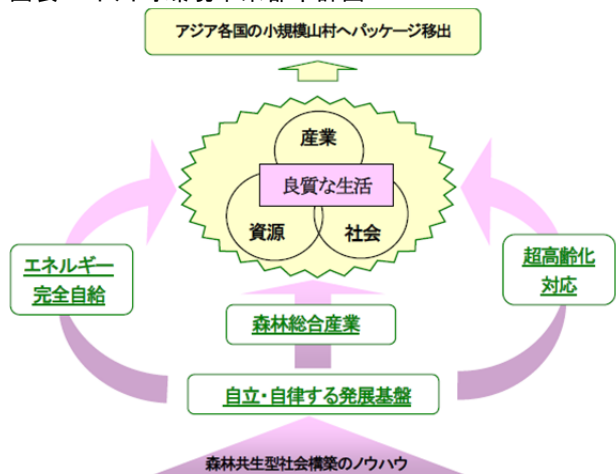 アジア各国の小規模山村へパッケージ移出
産業
良質な生活
資源
社会
エネルギー
完全自給
超高齢化
対応
森林総合産業
自立・自律する発展基盤
森林共生型社会構築のノウハウ